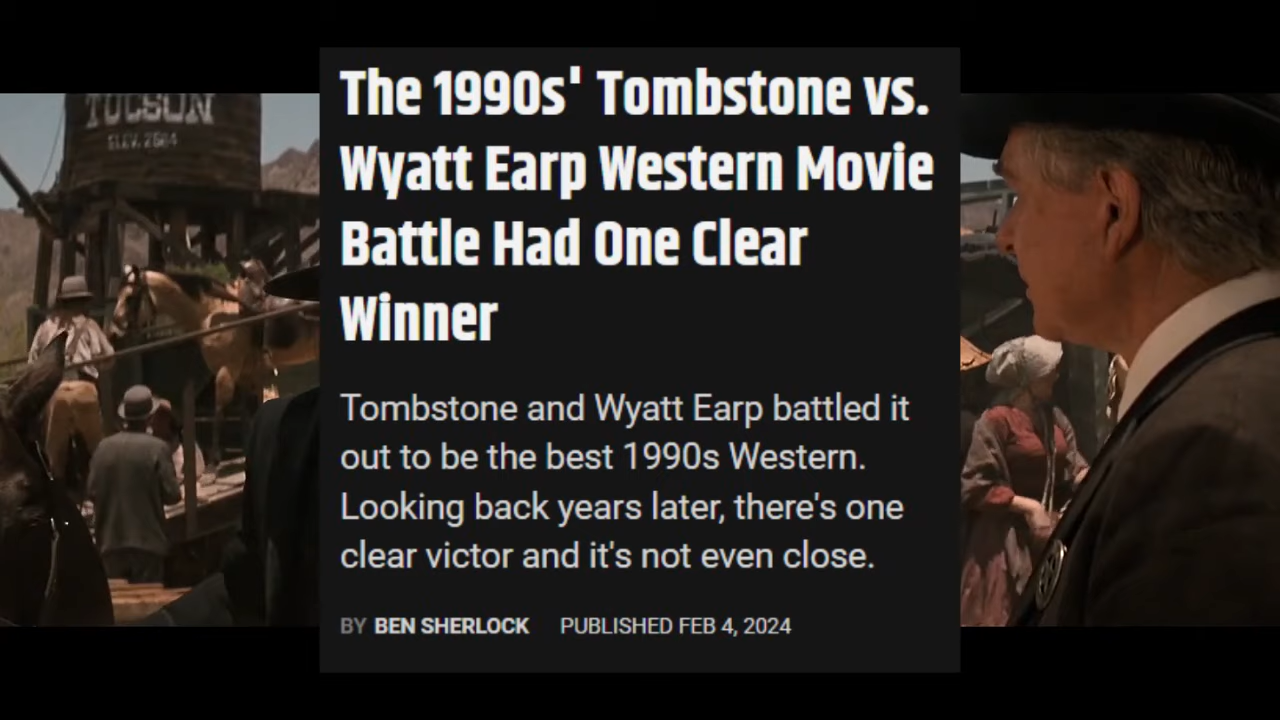 TUCSON
ELEV. 2584
The 1990s' Tombstone vs.
Wyatt Earp Western Movie
Battle Had One Clear
Winner
Tombstone and Wyatt Earp battled it
out to be the best 1990s Western.
Looking back years later, there's one
clear victor and it's not even close.
BY BEN SHERLOCK PUBLISHED FEB 4, 2024